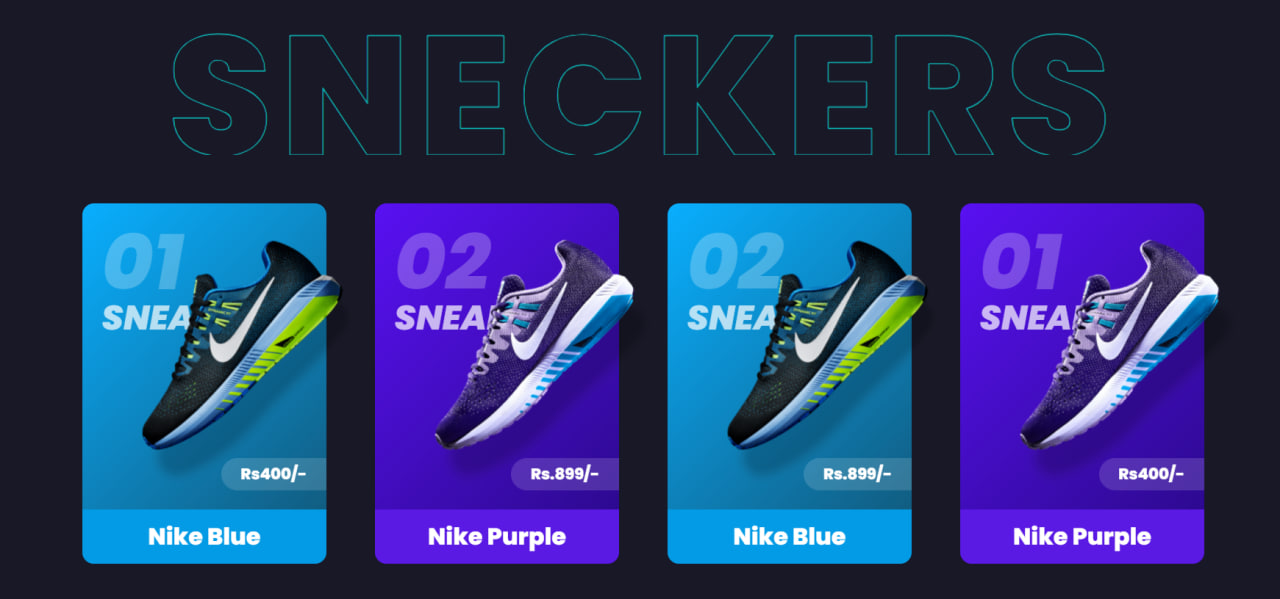 SNECKERS
01
SNEA
Rs400/-
Nike Blue
02
SNEA
Rs.899/-
Nike Purple
02
SNEA
Rs.899/-
Nike Blue
01
SNEA
Rs400/-
Nike Purple